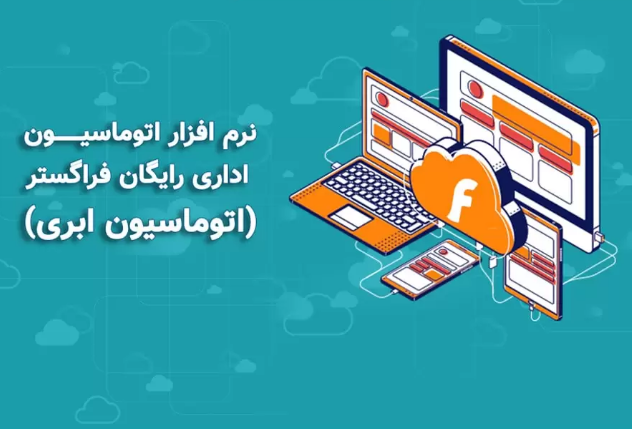 نرم افزار اتوماسیـــون
اداری رایگان فراگستر
(اتوماسیون ابری)
f